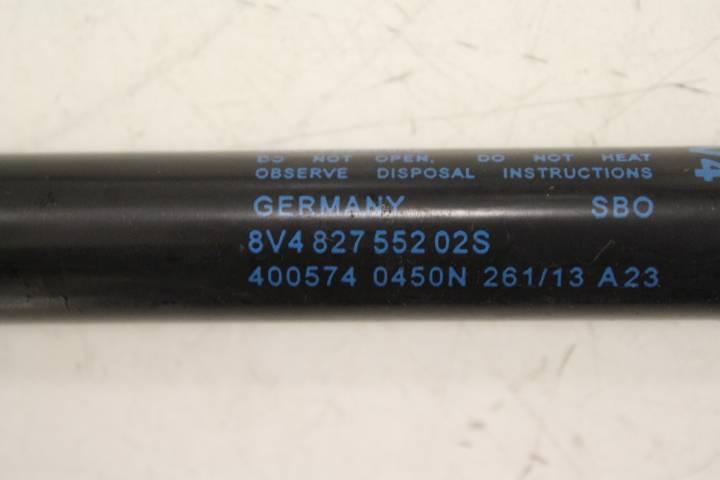 DO NOT OPEN. DO NOT HEAT
OBSERVE DISPOSAL INSTRUCTIONS
GERMANY SBO
8V4 827 552 02S
400574 0450N 261/13 A23
V4